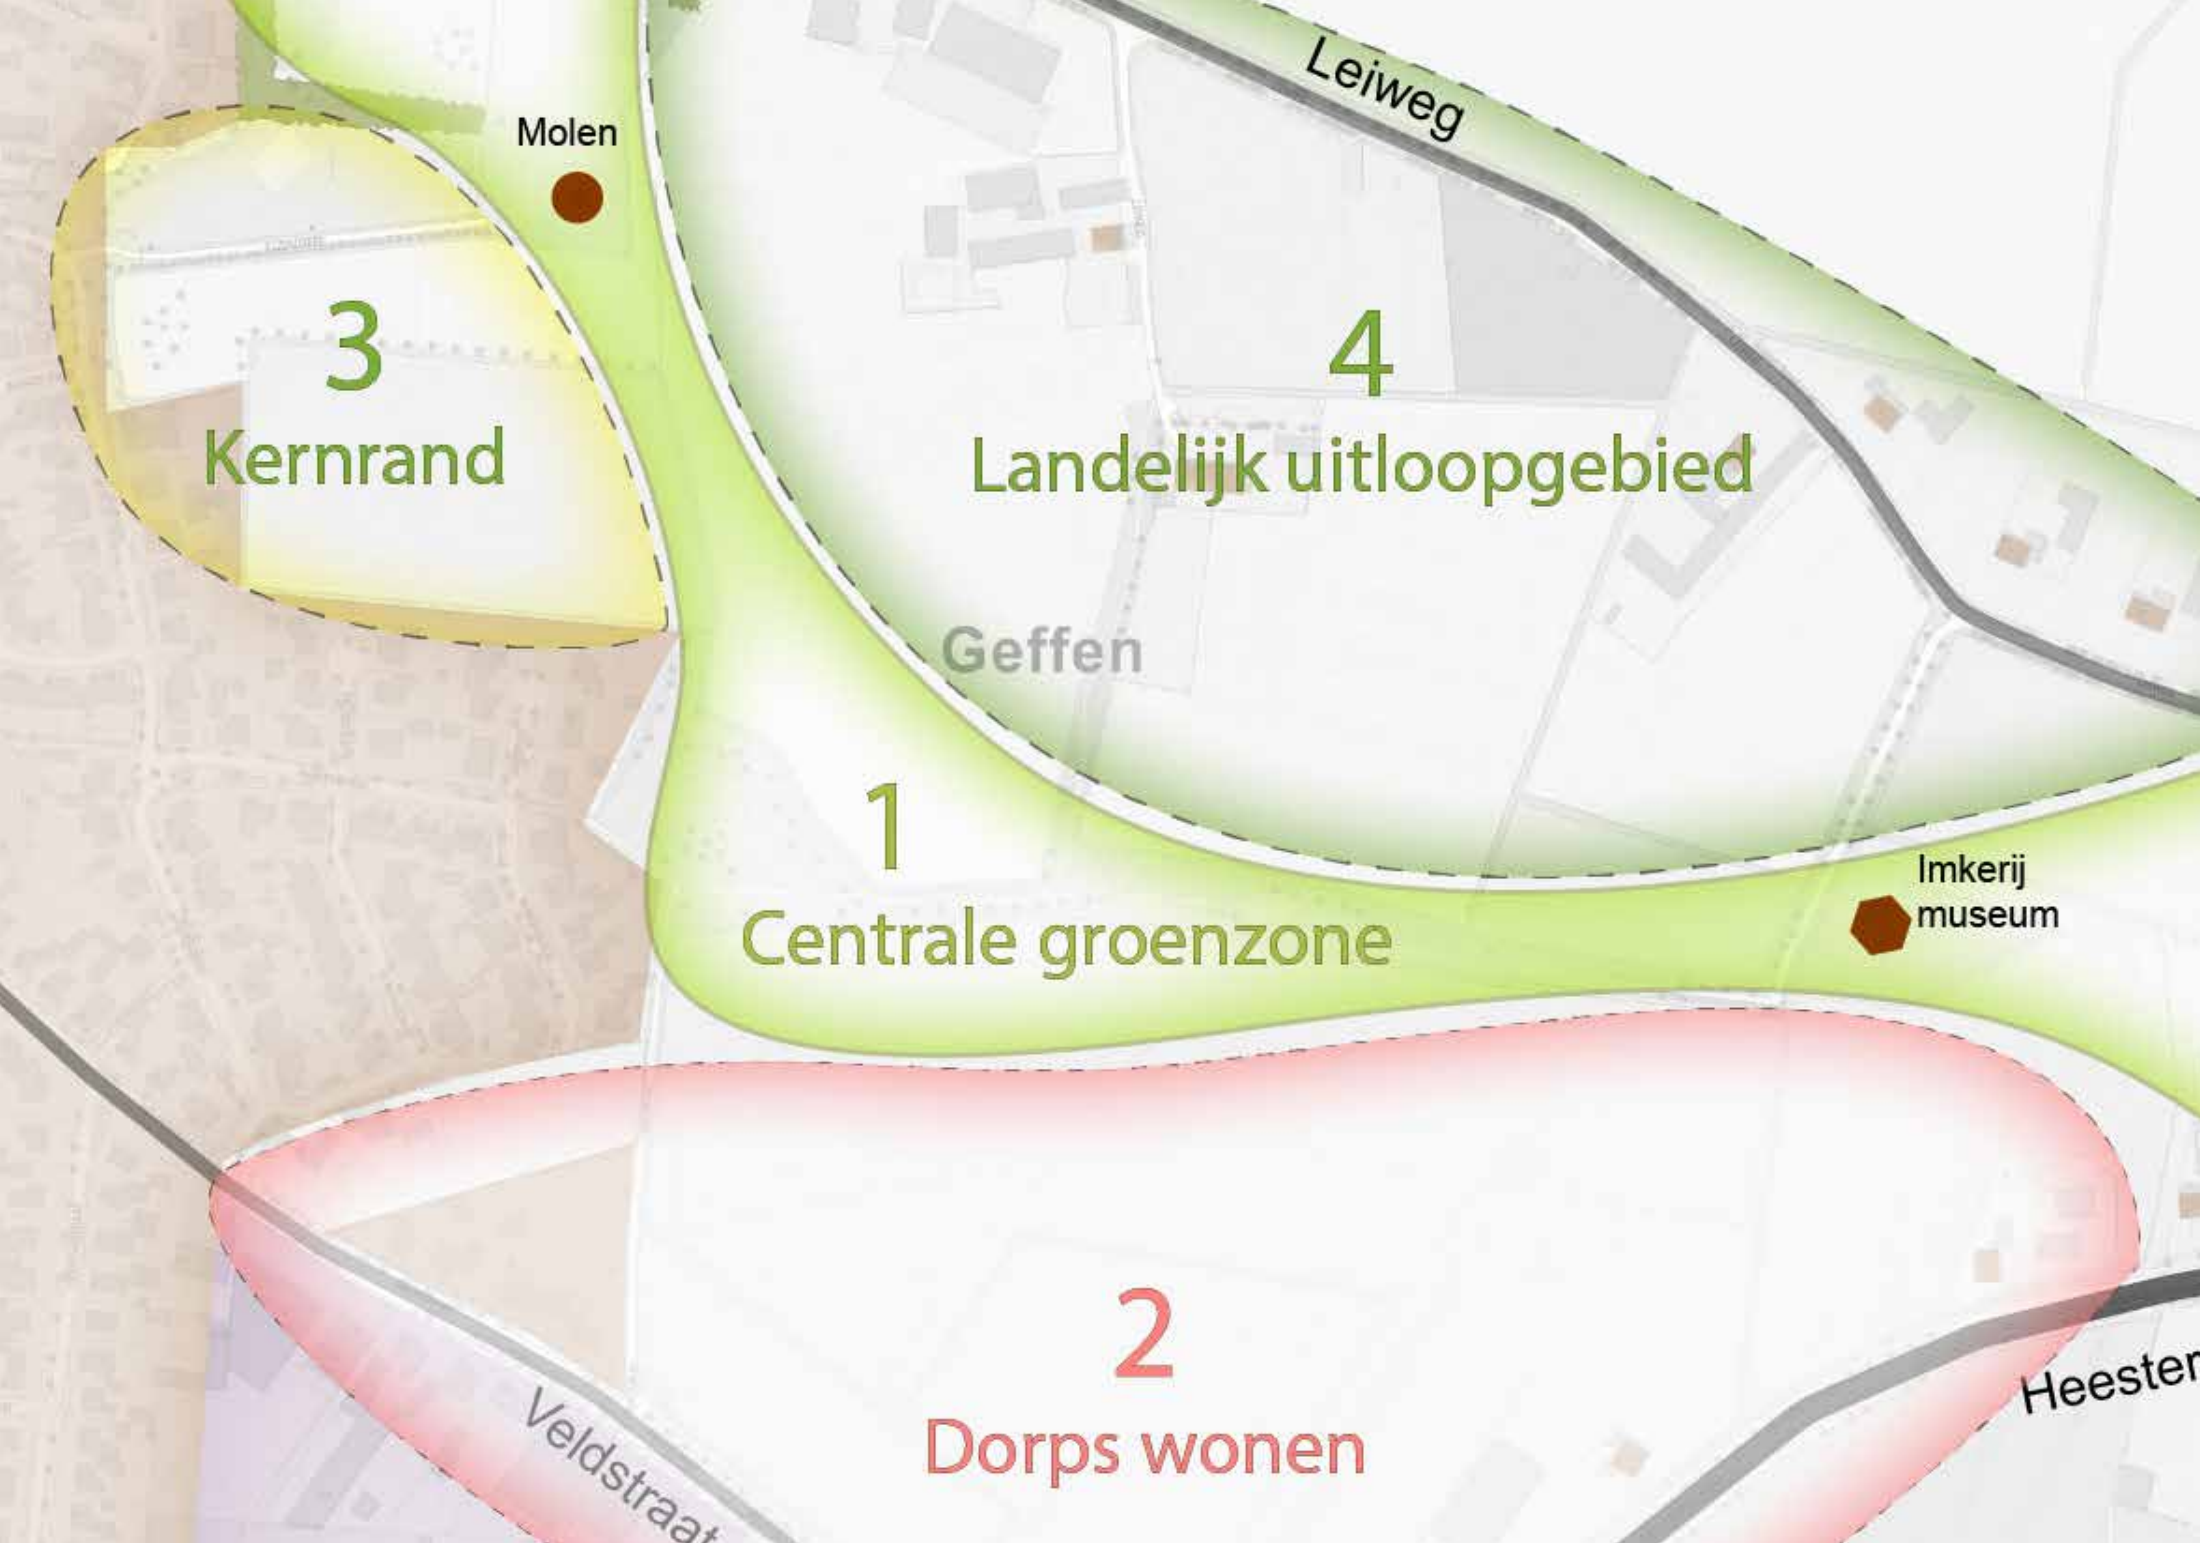 Leiweg
Molen
3
Kernrand
4
Landelijk uitloopgebied
Geffen
1
Centrale groenzone
Imkerij
museum
2
Dorps wonen
Veldstraat
Heester